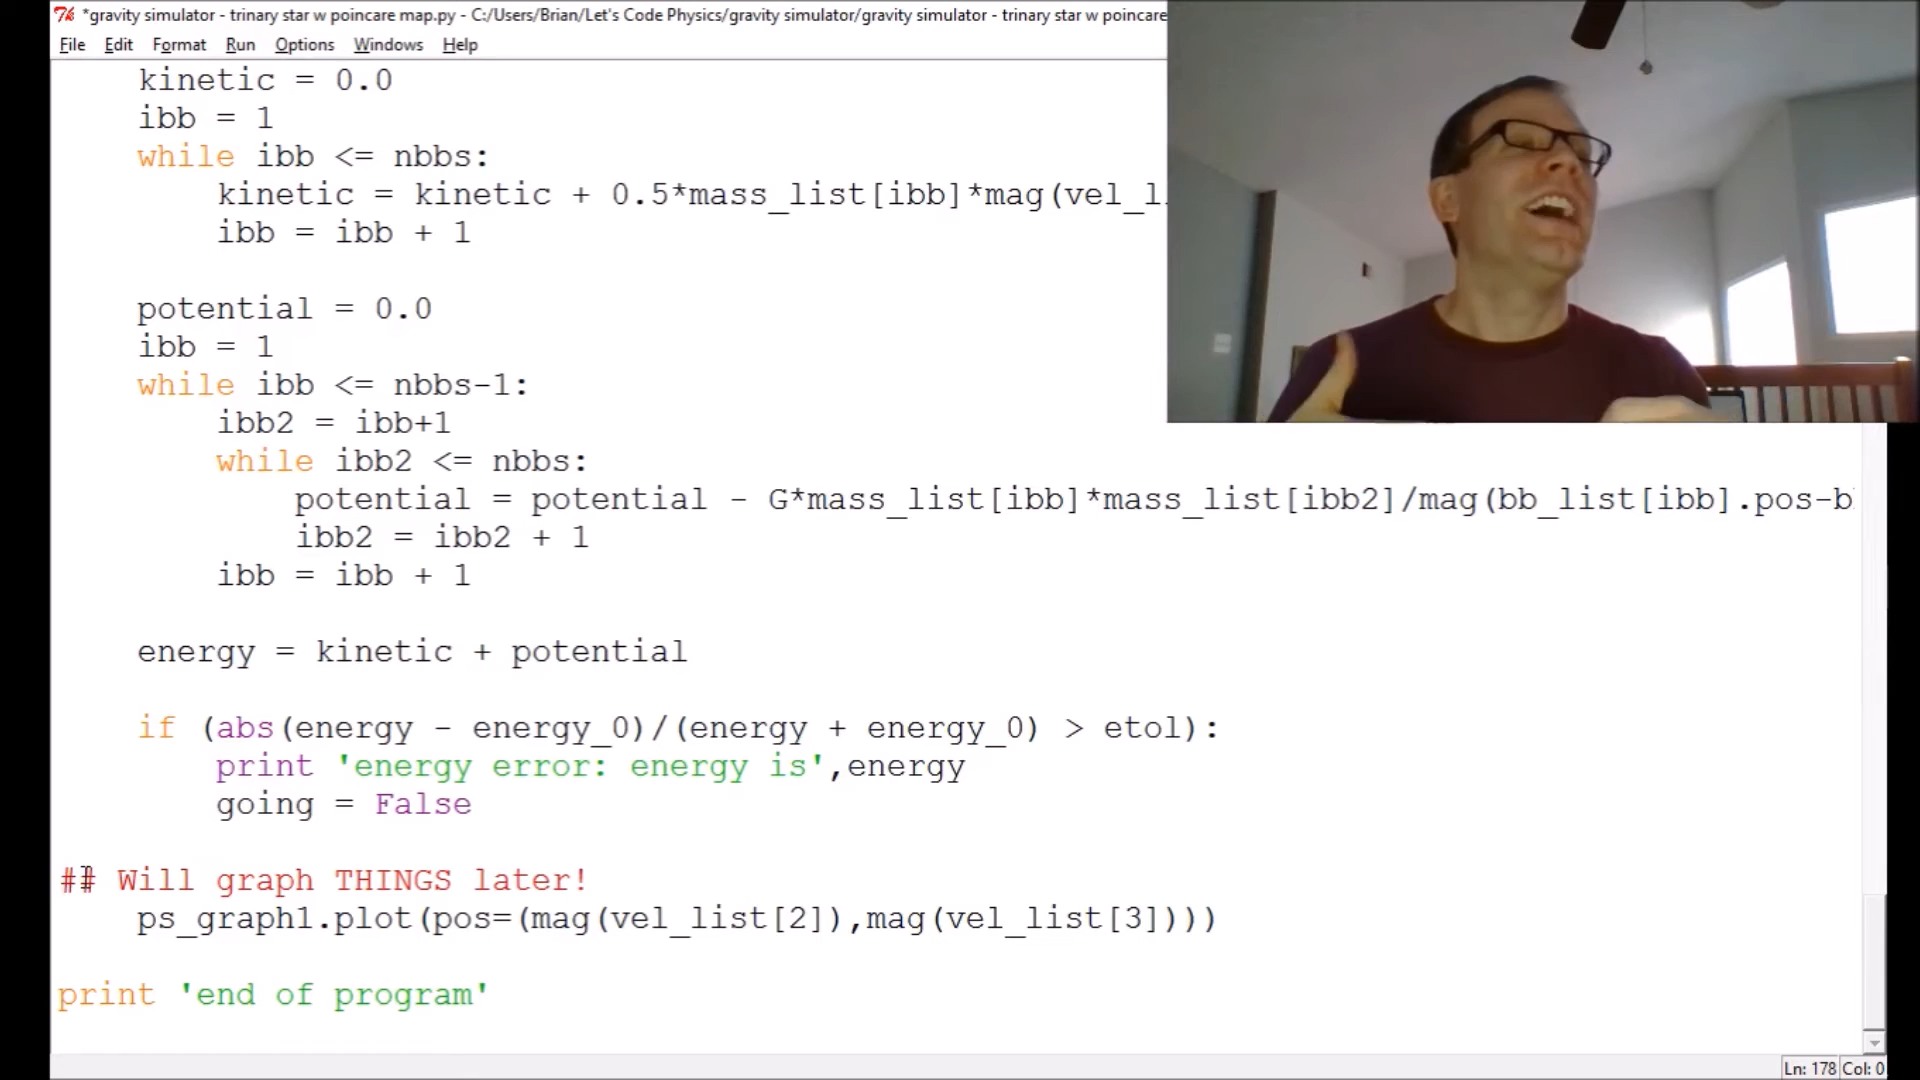 *gravity simulator - trinary star w poincare map.py - C:/Users/Brian/Let's Code Physics/gravity simulator/gravity simulator - trinary star w poincare
File Edit Format Run Options Windows Help
kinetic = 0.0
ibb = 1
while ibb <= nbbs:
kinetic = kinetic + 0.5*mass_list[ibb]*mag(vel_l
ibb = ibb + 1
potential = 0.0
ibb = 1
while ibb <= nbbs-1:
ibb2 = ibb+1
while ibb2 <= nbbs:
potential = potential - G*mass_list[ibb]*mass_list[ibb2]/mag(bb_list[ibb].pos-b
ibb2 = ibb2 + 1
ibb = ibb + 1
energy = kinetic + potential
if (abs(energy - energy_0)/(energy + energy_0) > etol):
print 'energy error: energy is',energy
going = False
## Will graph THINGS later!
ps_graph1.plot(pos=(mag(vel_list[2]),mag(vel_list[3])))
print 'end of program'
Ln: 178 Col: 0